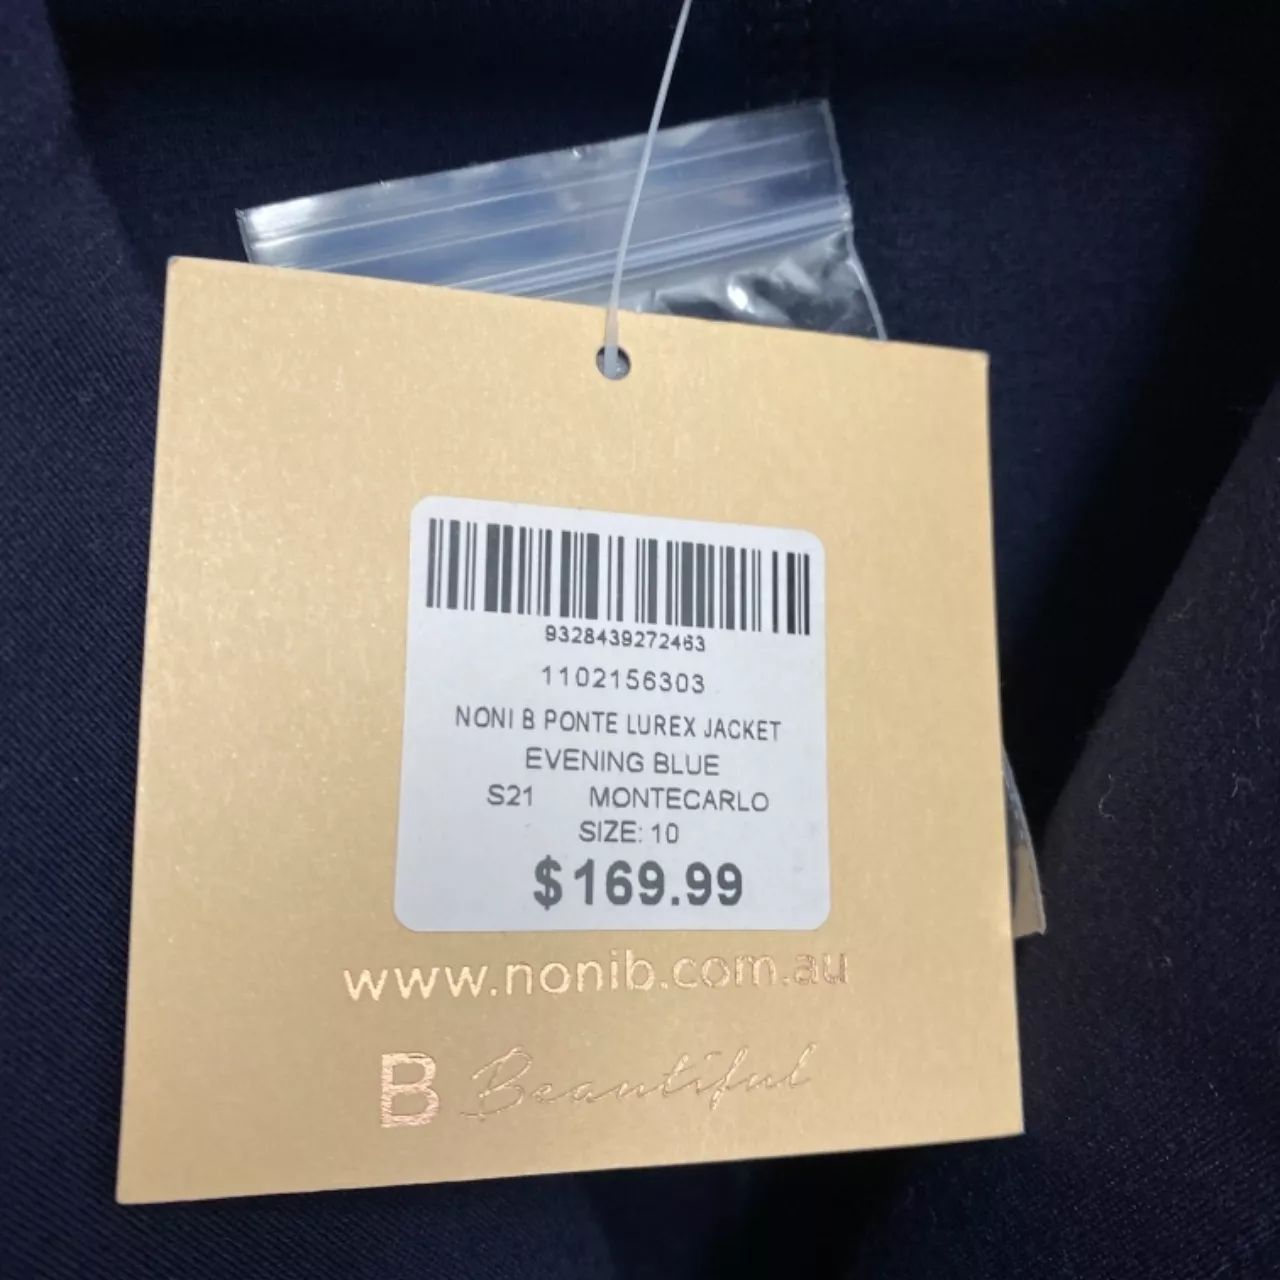 9328439272463
1102156303
NONI B PONTE LUREX JACKET
EVENING BLUE
S21 MONTECARLO
SIZE: 10
$169.99
www.nonib.com.au
B Beautiful